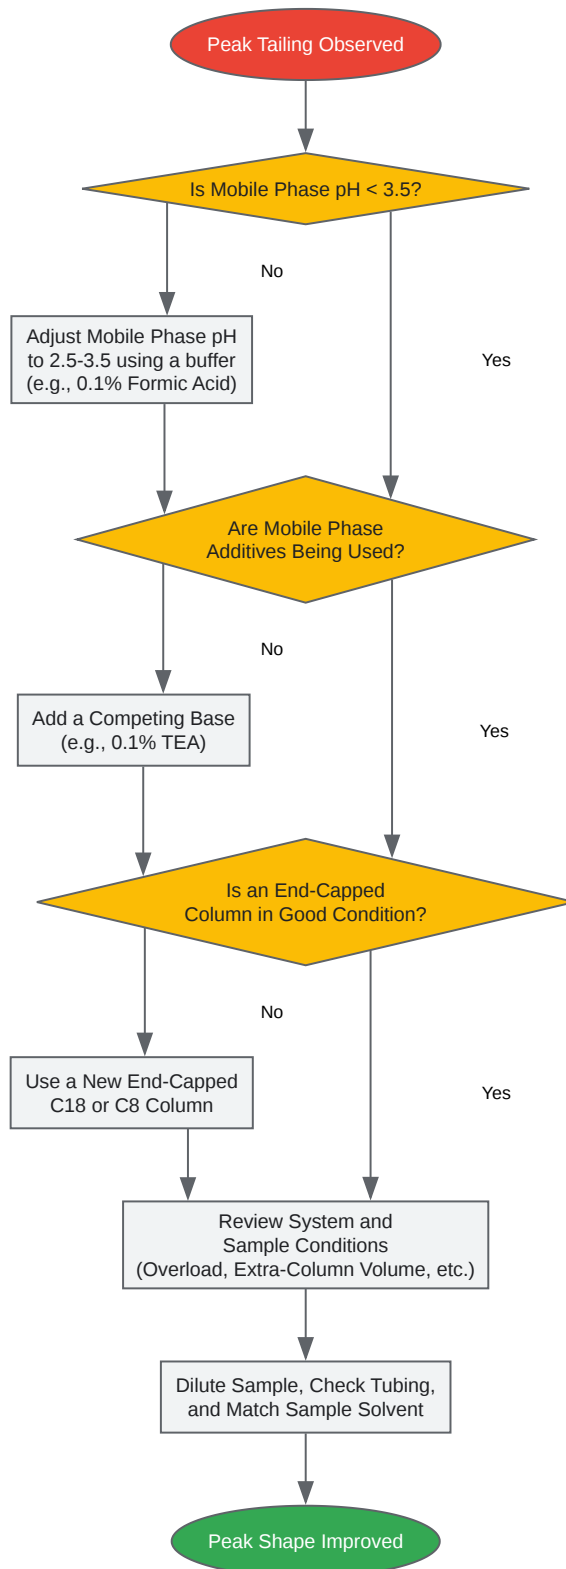 Peak Tailing Observed
Is Mobile Phase pH < 3.5?
No
Adjust Mobile Phase pH
to 2.5-3.5 using a buffer
(e.g., 0.1% Formic Acid)
Yes
Are Mobile Phase
Additives Being Used?
No
Add a Competing Base
(e.g., 0.1% TEA)
Yes
Is an End-Capped
Column in Good Condition?
No
Use a New End-Capped
C18 or C8 Column
Yes
Review System and
Sample Conditions
(Overload, Extra-Column Volume, etc.)
Dilute Sample, Check Tubing,
and Match Sample Solvent
Peak Shape Improved